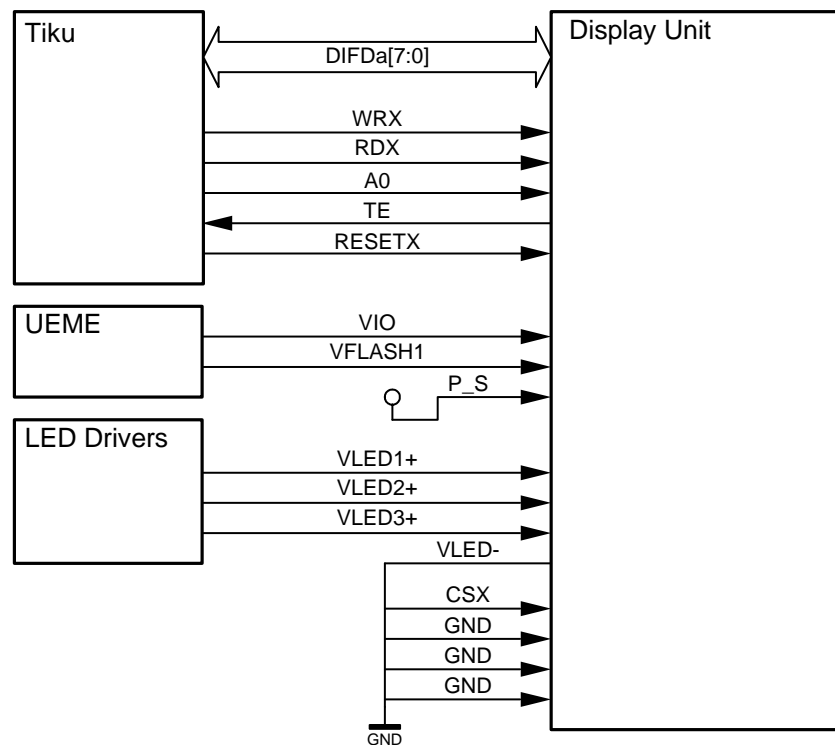 Tiku
Display Unit
DIFDa[7:0]
WRX
RDX
A0
TE
RESETX
UEME
VIO
VFLASH1
P_S
LED Drivers
VLED1+
VLED2+
VLED3+
VLED-
CSX
GND
GND
GND
GND